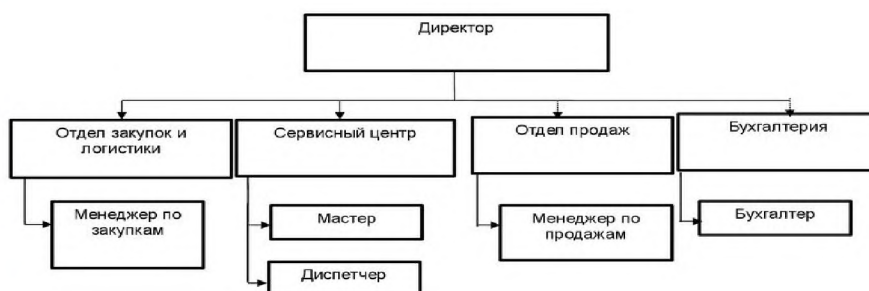 Директор
Отдел закупок и
логистики
Сервисный центр
Отдел продаж
Бухгалтерия
Менеджер по
закупкам
Мастер
Менеджер по
продажам
Бухгалтер
Диспетчер